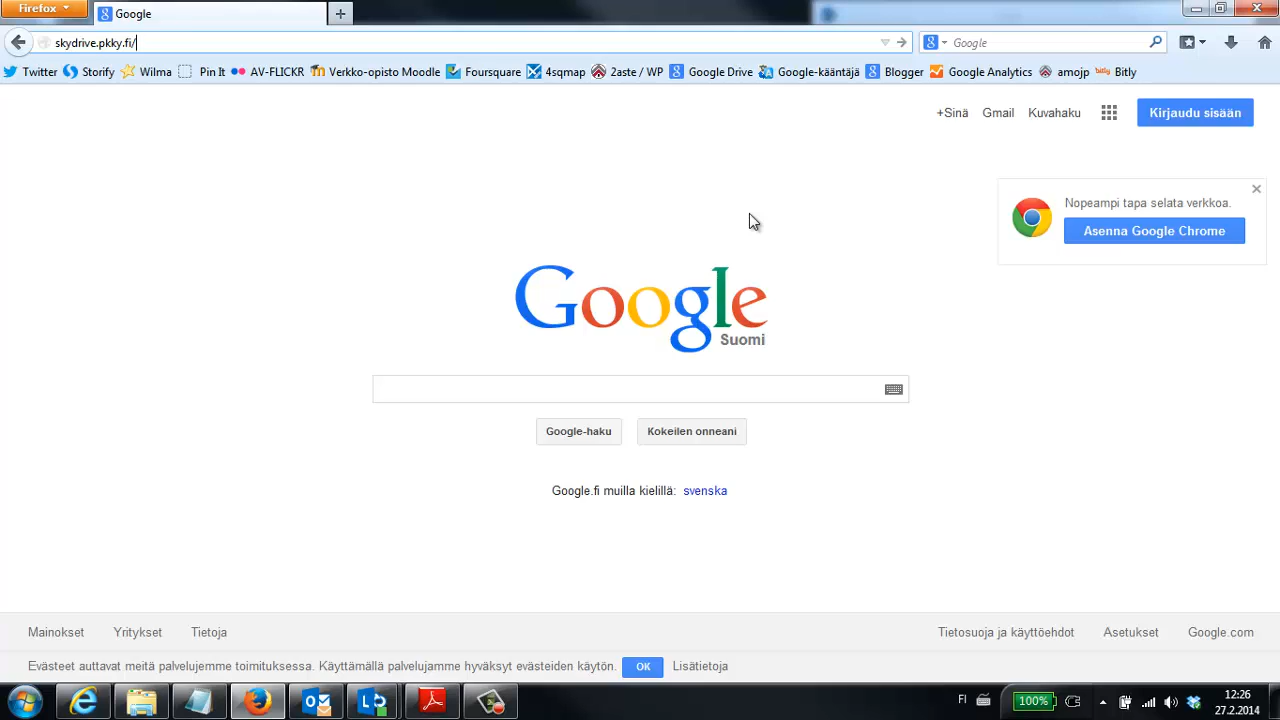 Firefox
Google
skydrive.pkky.fi/
Google
Twitter Storify Wilma Pin It AV-FLICKR Verkko-opisto Moodle Foursquare 4sqmap 2aste / WP Google Drive Google-kääntäjä Blogger Google Analytics amojp bitly Bitly
+Sinä Gmail Kuvahaku Kirjaudu sisään
Nopeampi tapa selata verkkoa.
Asenna Google Chrome
Google
Suomi
Google-haku Kokeilen onneani
Google.fi muilla kielillä: svenska
Mainokset Yritykset Tietoja Tietosuoja ja käyttöehdot Asetukset Google.com
Evästeet auttavat meitä palvelujemme toimituksessa. Käyttämällä palvelujamme hyväksyt evästeiden käytön. OK Lisätietoja
FI 100% 12:26
27.2.2014